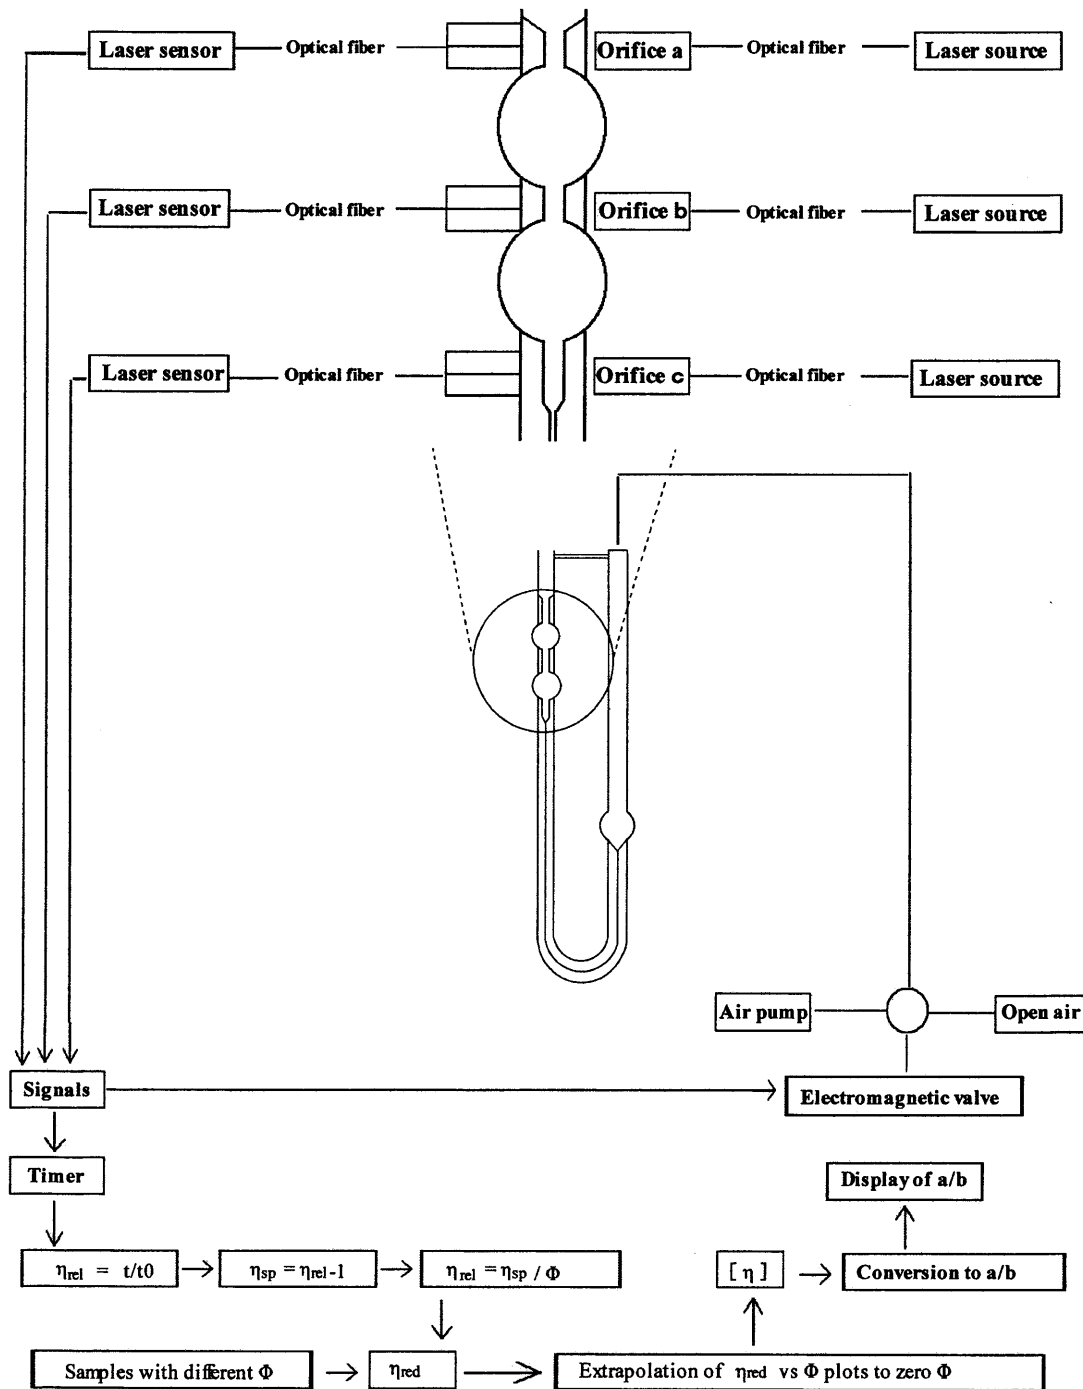 Laser sensor Optical fiber Orifice a Optical fiber Laser source
Laser sensor Optical fiber Orifice b Optical fiber Laser source
Laser sensor Optical fiber Orifice c Optical fiber Laser source
Air pump Open air
Signals Electromagnetic valve
Timer Display of a/b
ηrel = t/t0 ηsp = ηrel-1 ηrel = ηsp / Φ [ η ] Conversion to a/b
Samples with different Φ ηred Extrapolation of ηred vs Φ plots to zero Φ